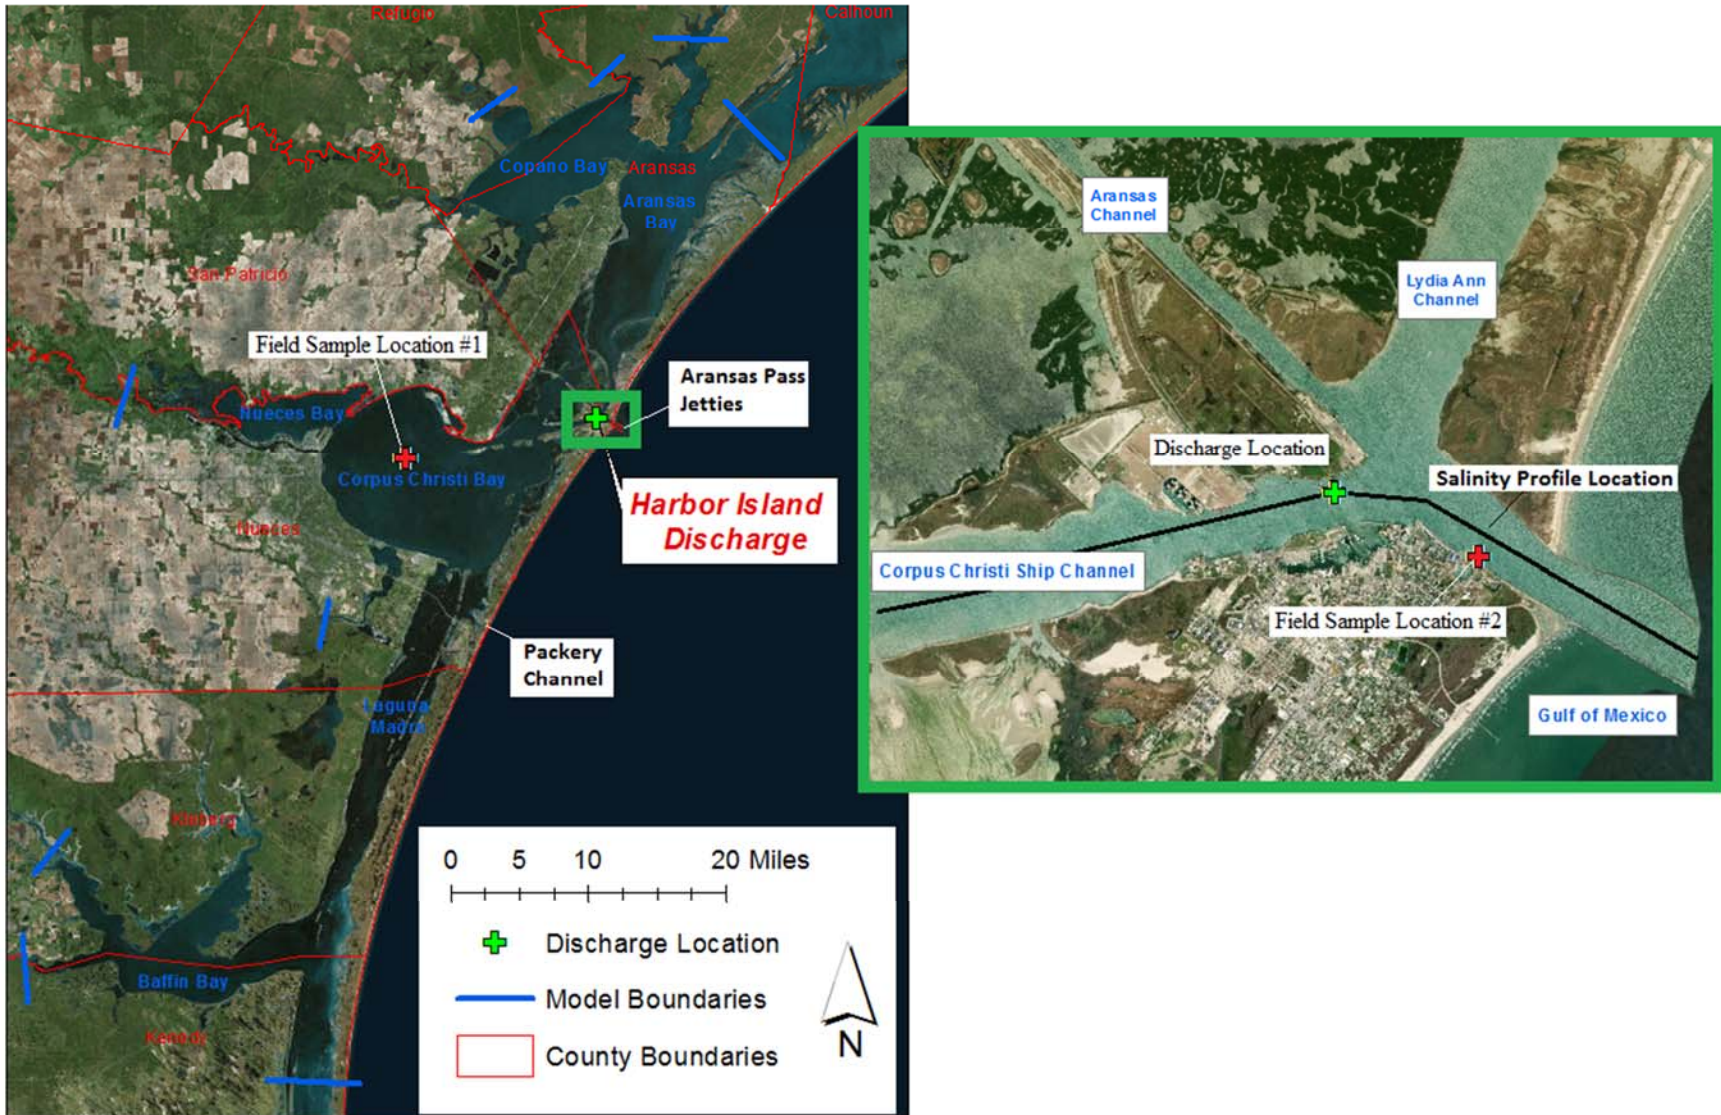 Refugio
Calhoun
Copano Bay
Aransas
Aransas
Bay
San Patricio
Field Sample Location #1
Aransas Pass
Jetties
Nueces Bay
Corpus Christi Bay
Harbor Island
Discharge
Nueces
Packery
Channel
Laguna
Madre
Kleberg
Baffin Bay
Kenedy
0 5 10 20 Miles
Discharge Location
Model Boundaries
County Boundaries
N
Aransas
Channel
Lydia Ann
Channel
Discharge Location
Salinity Profile Location
Corpus Christi Ship Channel
Field Sample Location #2
Gulf of Mexico